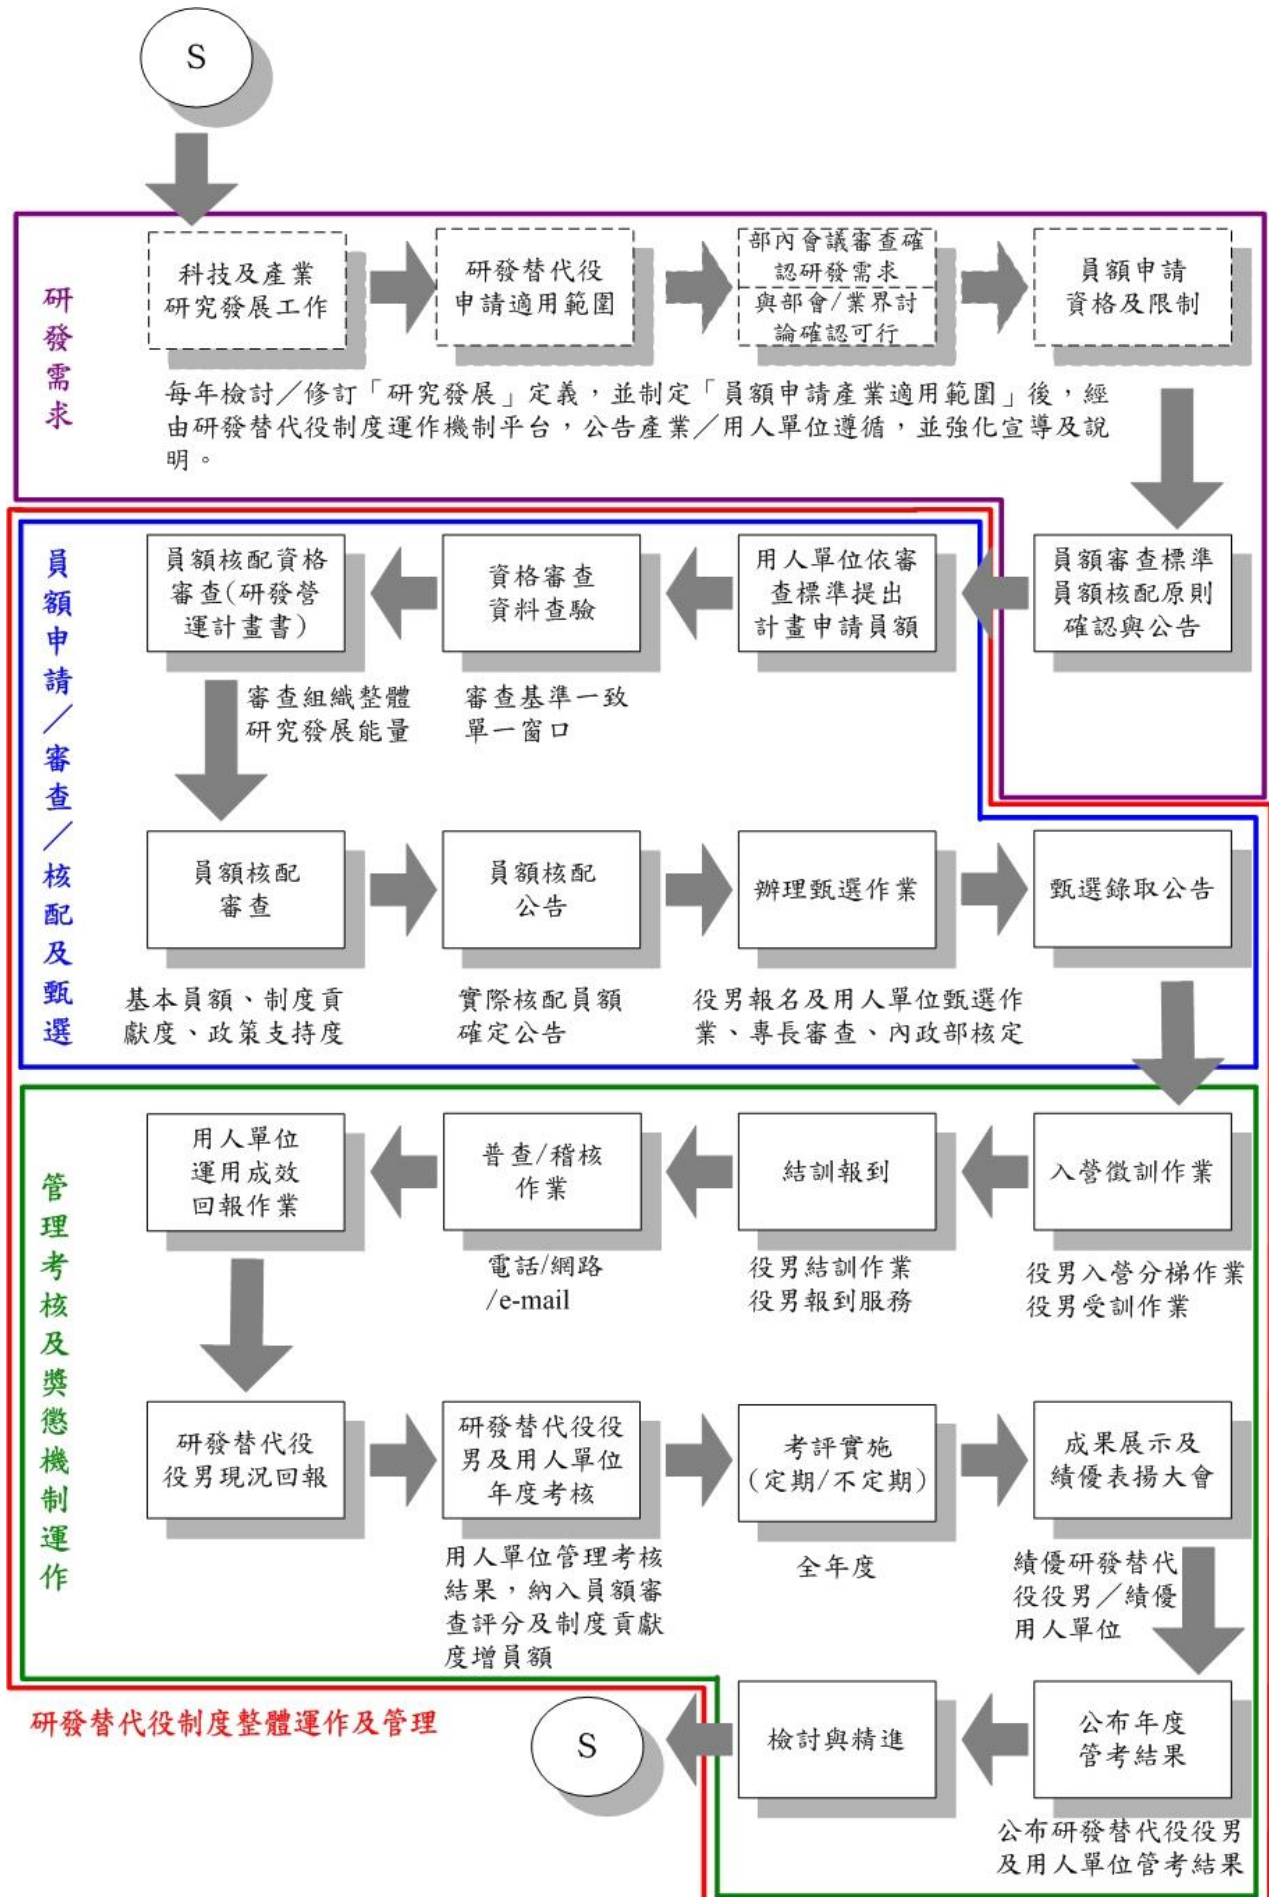 S
研發需求
科技及產業
研究發展工作
研發替代役
申請適用範圍
部內會議審查確
認研發需求
與部會/業界討
論確認可行
員額申請
資格及限制
每年檢討／修訂「研究發展」定義，並制定「員額申請產業適用範圍」後，經
由研發替代役制度運作機制平台，公告產業／用人單位遵循，並強化宣導及說
明。
員額審查標準
員額核配原則
確認與公告
員額申請／審查／核配及甄選
用人單位依審
查標準提出
計畫申請員額
資格審查
資料查驗
審查基準一致
單一窗口
員額核配資格
審查(研發營
運計畫書)
審查組織整體
研究發展能量
員額核配
審查
基本員額、制度貢
獻度、政策支持度
員額核配
公告
實際核配員額
確定公告
辦理甄選作業
役男報名及用人單位甄選作
業、專長審查、內政部核定
甄選錄取公告
管理考核及獎懲機制運作
入營徵訓作業
役男入營分梯作業
役男受訓作業
結訓報到
役男結訓作業
役男報到服務
普查/稽核
作業
電話/網路
/e-mail
用人單位
運用成效
回報作業
研發替代役
役男現況回報
研發替代役役
男及用人單位
年度考核
用人單位管理考核
結果，納入員額審
查評分及制度貢獻
度增員額
考評實施
(定期/不定期)
全年度
成果展示及
績優表揚大會
績優研發替代
役役男／績優
用人單位
公布年度
管考結果
公布研發替代役役男
及用人單位管考結果
檢討與精進
S
研發替代役制度整體運作及管理